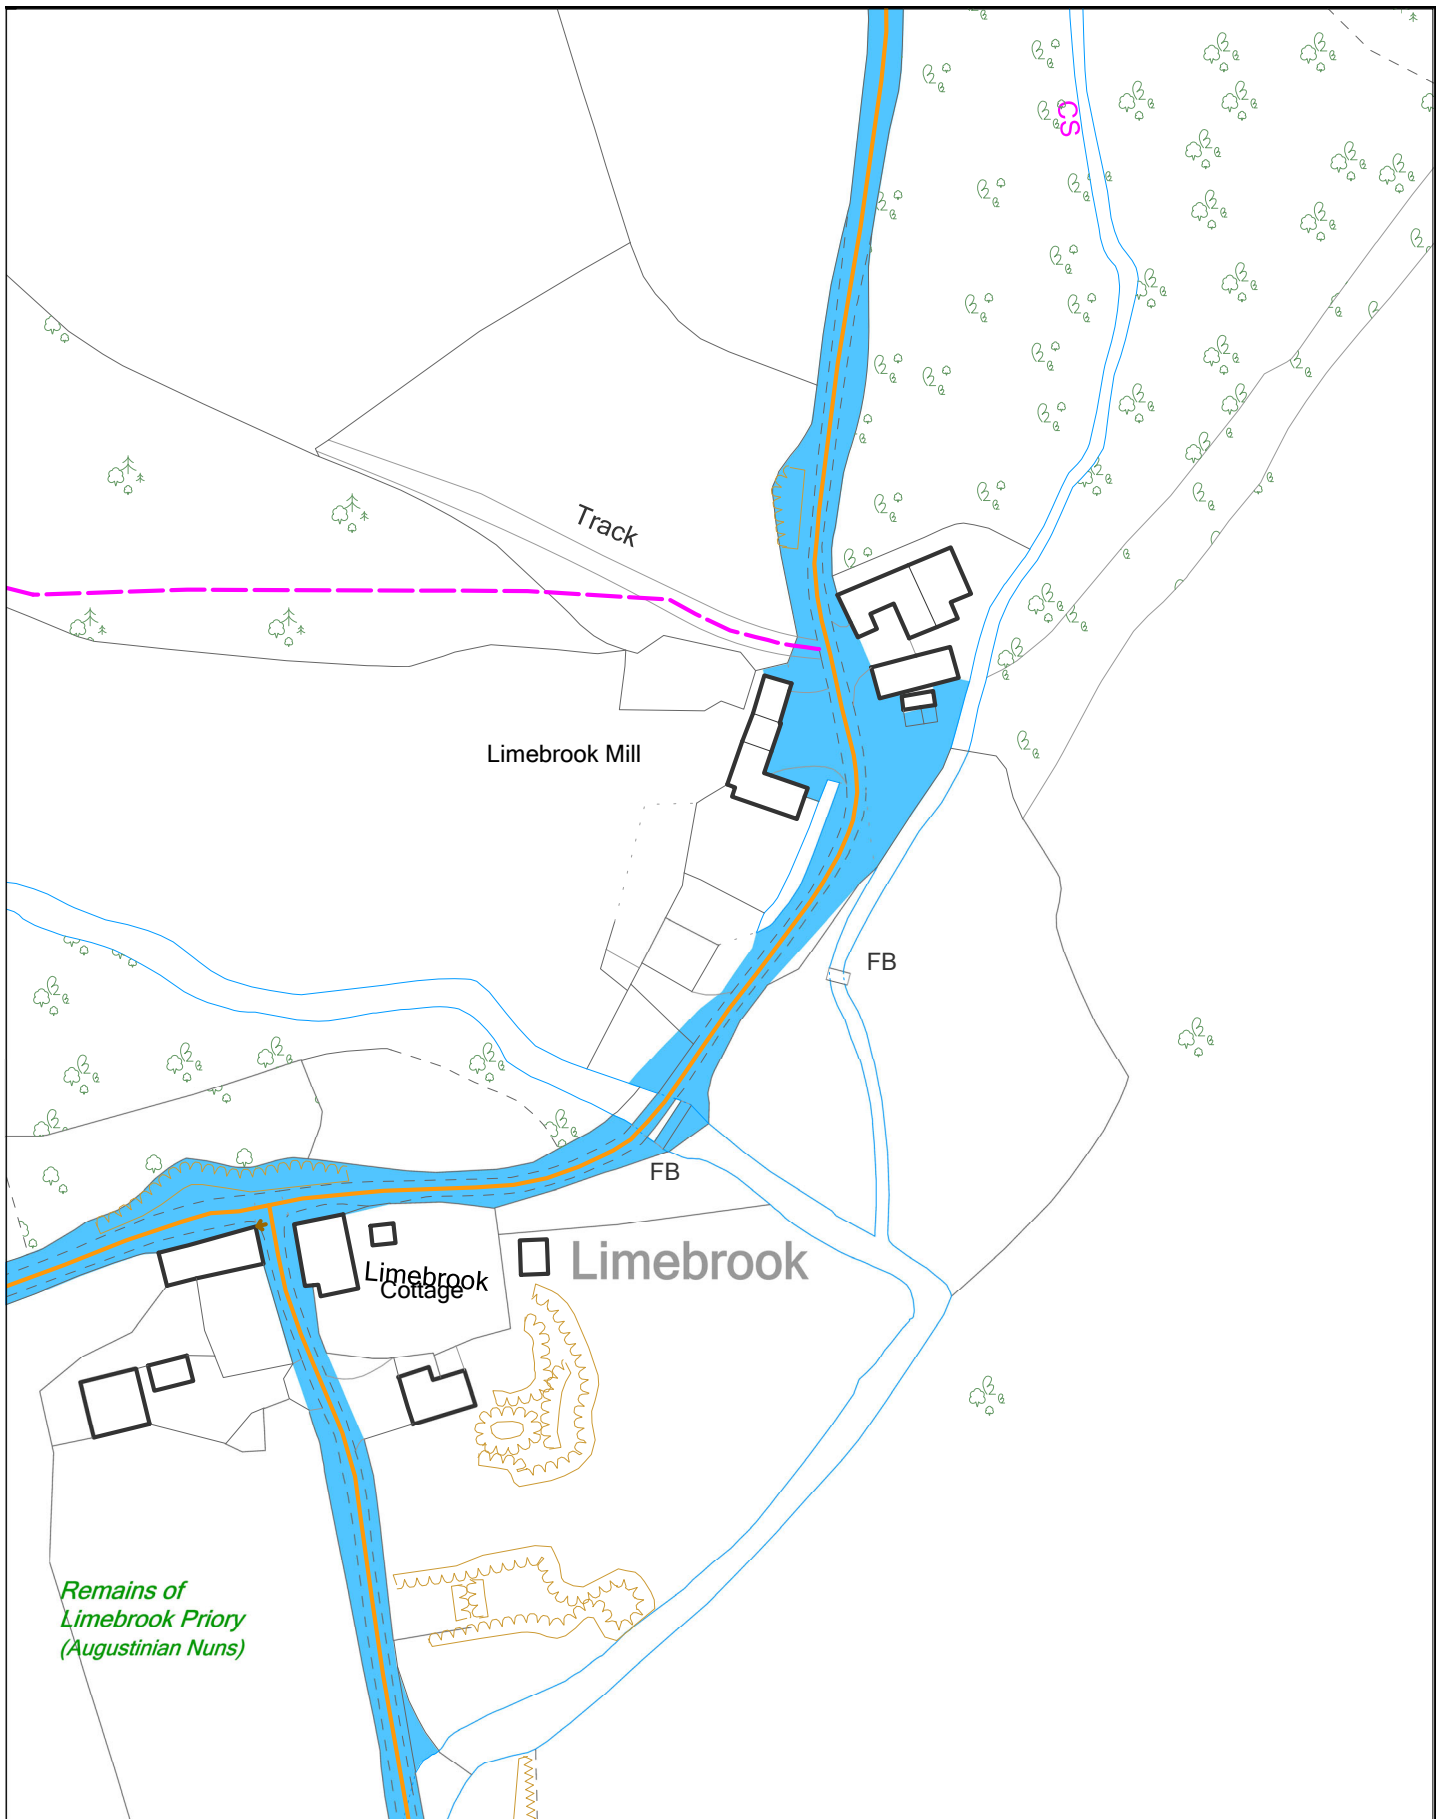 CS
Track
Limebrook Mill
FB
FB
Limebrook
Limebrook
Cottage
Remains of
Limebrook Priory
(Augustinian Nuns)